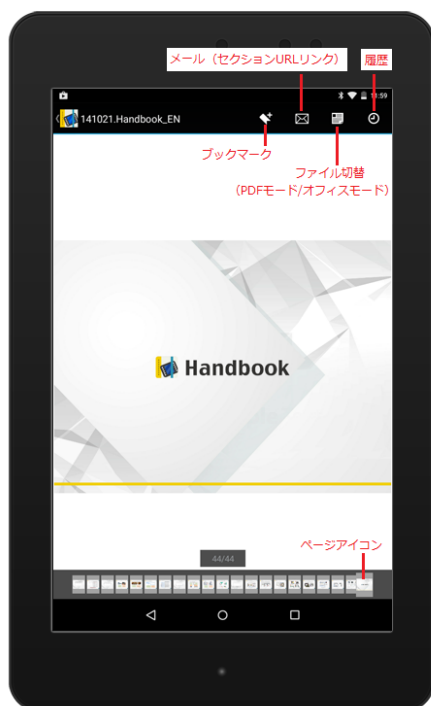 メール（セクションURLリンク）
履歴
141021.Handbook_EN
ブックマーク
ファイル切替
（PDFモード/オフィスモード）
Handbook
44/44
ページアイコン